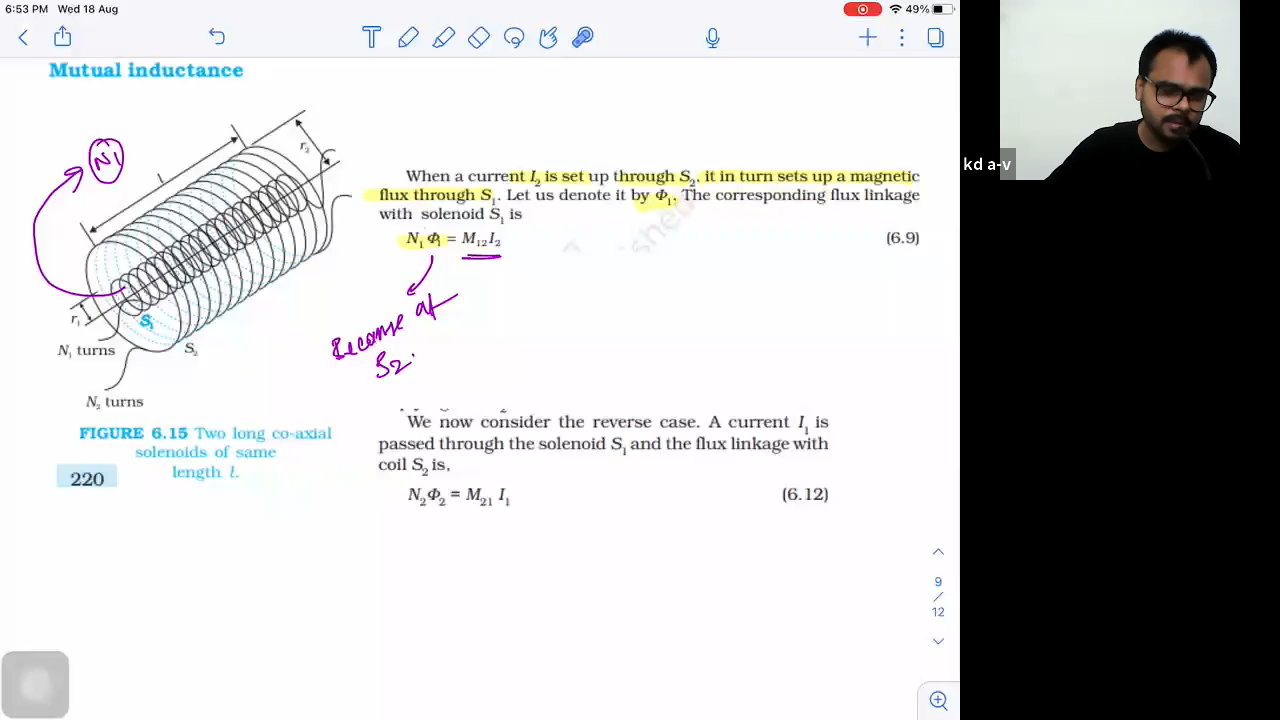 6:53 PM Wed 18 Aug
49%
Mutual inductance
N1
l
r2
When a current I2 is set up through S2, it in turn sets up a magnetic
flux through S1. Let us denote it by Φ1. The corresponding flux linkage
with solenoid S1 is
N1 Φ1 = M12 I2 (6.9)
Because of
S2.
r1
S1
N1 turns
S2
N2 turns
FIGURE 6.15 Two long co-axial
solenoids of same
length l.
220
We now consider the reverse case. A current I1 is
passed through the solenoid S1 and the flux linkage with
coil S2 is,
N2Φ2 = M21 I1 (6.12)
9
/
12
kd a-v